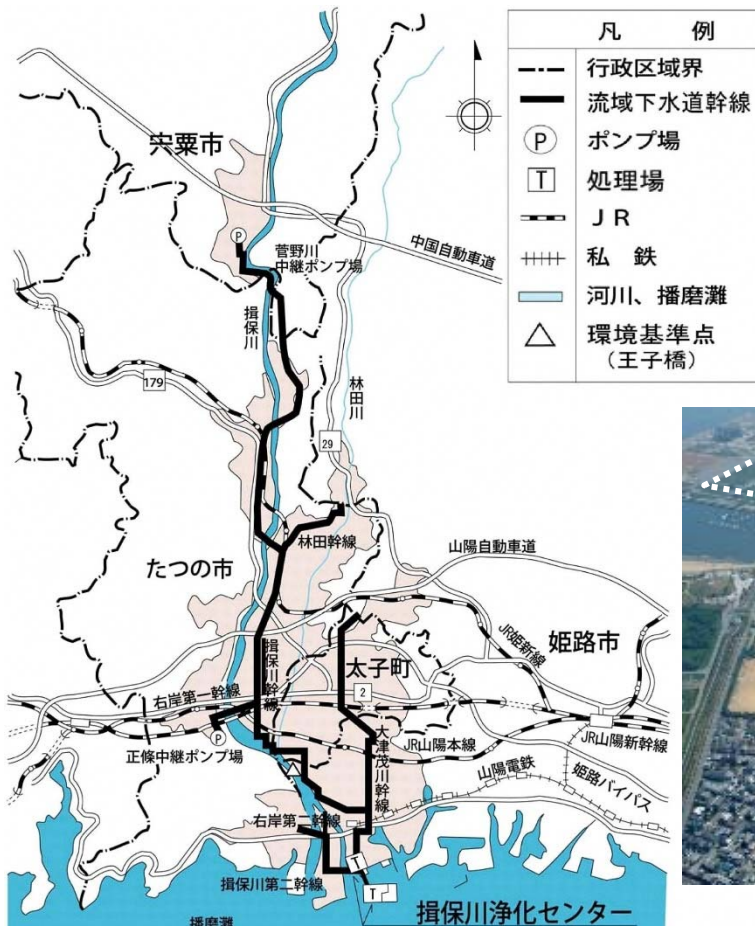 凡　例
行政区域界
流域下水道幹線
P
ポンプ場
T
処理場
ＪＲ
私　鉄
河川、播磨灘
環境基準点
（王子橋）
宍粟市
P
菅野川
中継ポンプ場
中国自動車道
揖保川
林田川
179
29
林田幹線
たつの市
山陽自動車道
JR姫新線
姫路市
太子町
揖保川幹線
右岸第一幹線
2
P
正條中継ポンプ場
JR山陽本線
JR山陽新幹線
大津茂川幹線
山陽電鉄
姫路バイパス
右岸第二幹線
揖保川第二幹線
T
T
播磨灘
揖保川浄化センター